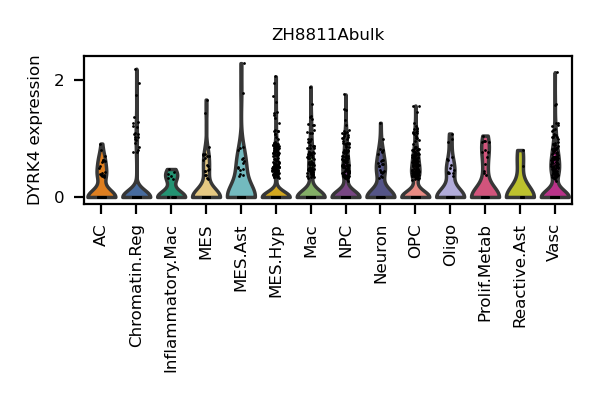 ZH8811Abulk
DYRK4 expression
2
0
AC
Chromatin.Reg
Inflammatory.Mac
MES
MES.Ast
MES.Hyp
Mac
NPC
Neuron
OPC
Oligo
Prolif.Metab
Reactive.Ast
Vasc